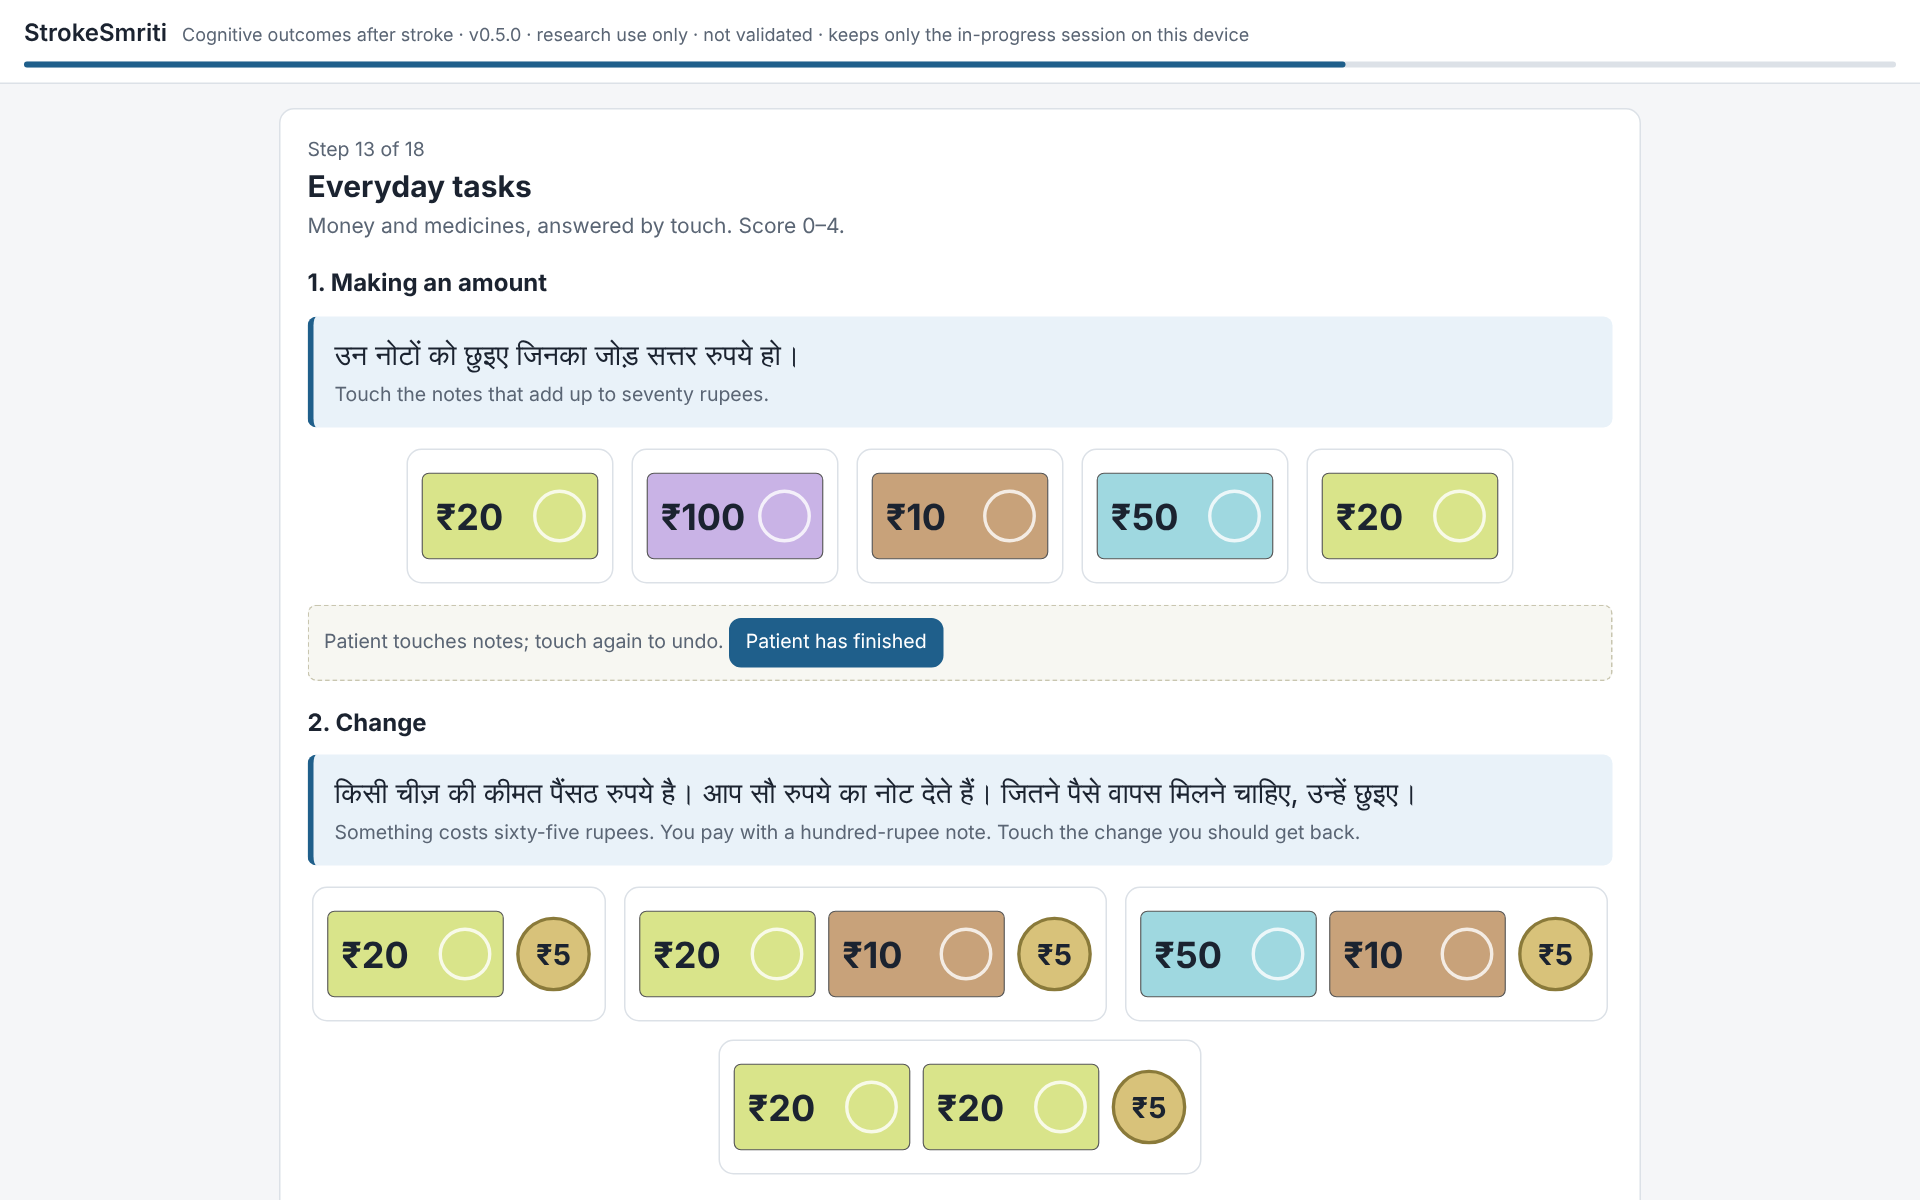 StrokeSmriti Cognitive outcomes after stroke · v0.5.0 · research use only · not validated · keeps only the in-progress session on this device
Step 13 of 18
Everyday tasks
Money and medicines, answered by touch. Score 0–4.
1. Making an amount
उन नोटों को छुइए जिनका जोड़ सत्तर रुपये हो।
Touch the notes that add up to seventy rupees.
₹20 ₹100 ₹10 ₹50 ₹20
Patient touches notes; touch again to undo. Patient has finished
2. Change
किसी चीज़ की कीमत पैंसठ रुपये है। आप सौ रुपये का नोट देते हैं। जितने पैसे वापस मिलने चाहिए, उन्हें छुइए।
Something costs sixty-five rupees. You pay with a hundred-rupee note. Touch the change you should get back.
₹20 ₹5 ₹20 ₹10 ₹5 ₹50 ₹10 ₹5
₹20 ₹20 ₹5